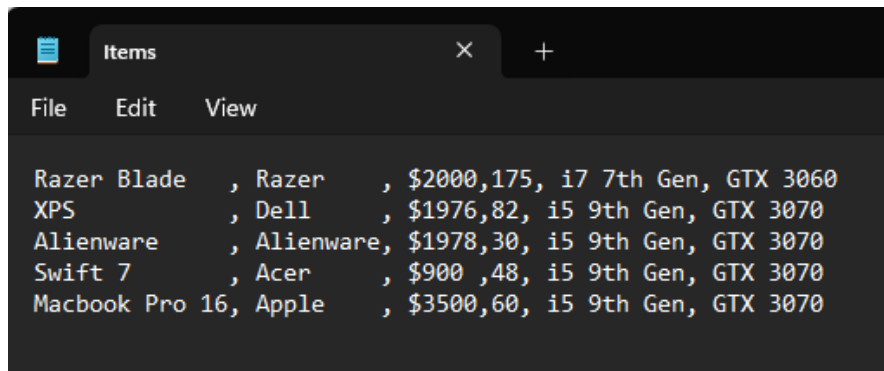 Items
File Edit View
Razer Blade   , Razer    , $2000,175, i7 7th Gen, GTX 3060
XPS           , Dell     , $1976,82, i5 9th Gen, GTX 3070
Alienware     , Alienware, $1978,30, i5 9th Gen, GTX 3070
Swift 7       , Acer     , $900 ,48, i5 9th Gen, GTX 3070
Macbook Pro 16, Apple    , $3500,60, i5 9th Gen, GTX 3070